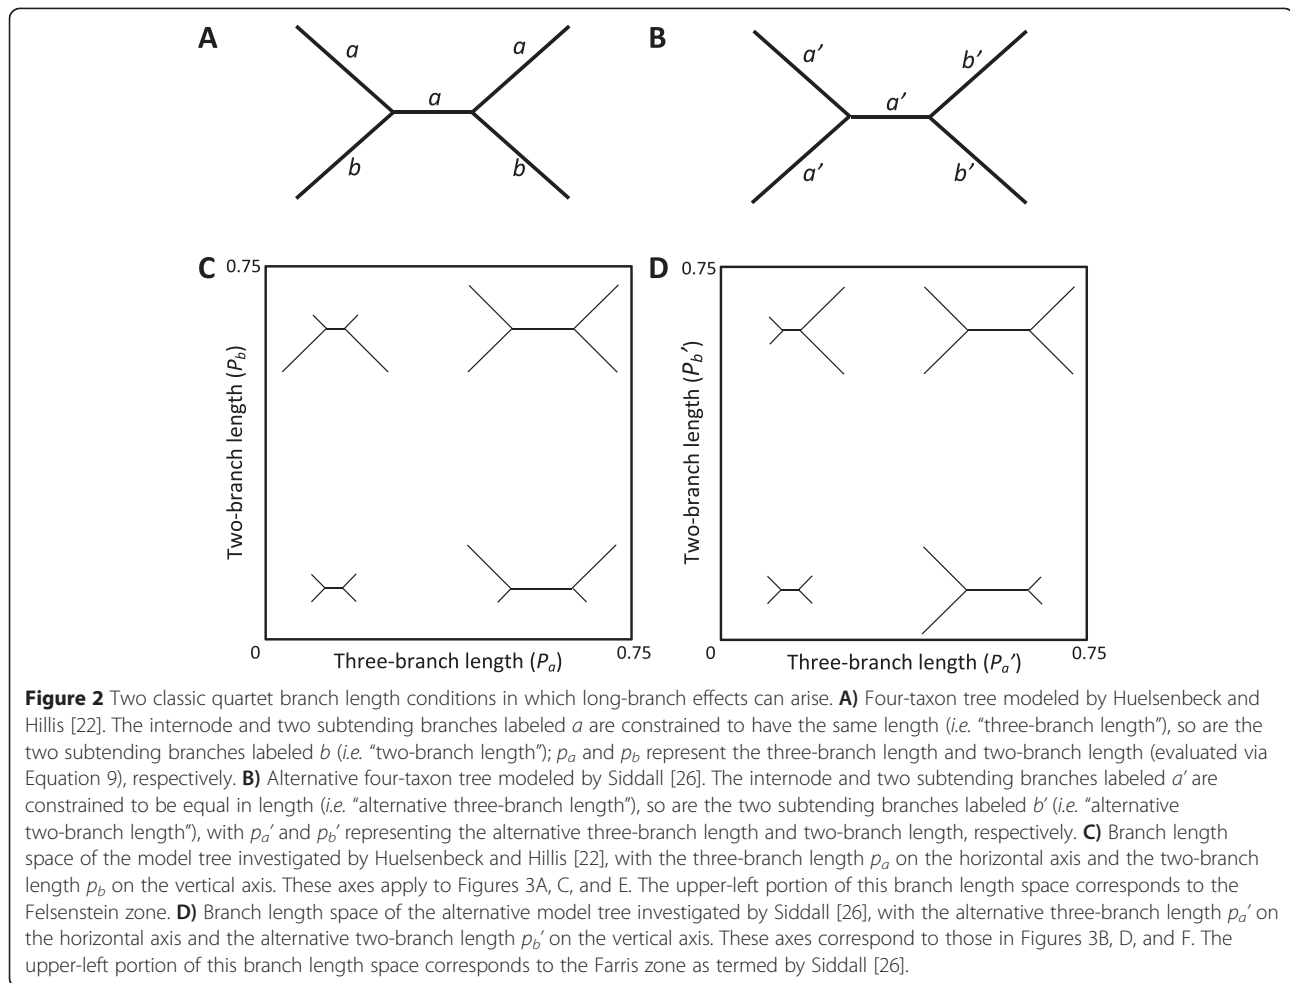 A
a
a
a
b
b
B
a'
b'
a'
a'
b'
C
0.75
Two-branch length (Pb)
0
Three-branch length (Pa)
0.75
D
0.75
Two-branch length (Pb')
0
Three-branch length (Pa')
0.75
Figure 2 Two classic quartet branch length conditions in which long-branch effects can arise. A) Four-taxon tree modeled by Huelsenbeck and
Hillis [22]. The internode and two subtending branches labeled a are constrained to have the same length (i.e. “three-branch length”), so are the
two subtending branches labeled b (i.e. “two-branch length”); pa and pb represent the three-branch length and two-branch length (evaluated via
Equation 9), respectively. B) Alternative four-taxon tree modeled by Siddall [26]. The internode and two subtending branches labeled a’ are
constrained to be equal in length (i.e. “alternative three-branch length”), so are the two subtending branches labeled b’ (i.e. “alternative
two-branch length”), with pa’ and pb’ representing the alternative three-branch length and two-branch length, respectively. C) Branch length
space of the model tree investigated by Huelsenbeck and Hillis [22], with the three-branch length pa on the horizontal axis and the two-branch
length pb on the vertical axis. These axes apply to Figures 3A, C, and E. The upper-left portion of this branch length space corresponds to the
Felsenstein zone. D) Branch length space of the alternative model tree investigated by Siddall [26], with the alternative three-branch length pa’ on
the horizontal axis and the alternative two-branch length pb’ on the vertical axis. These axes correspond to those in Figures 3B, D, and F. The
upper-left portion of this branch length space corresponds to the Farris zone as termed by Siddall [26].